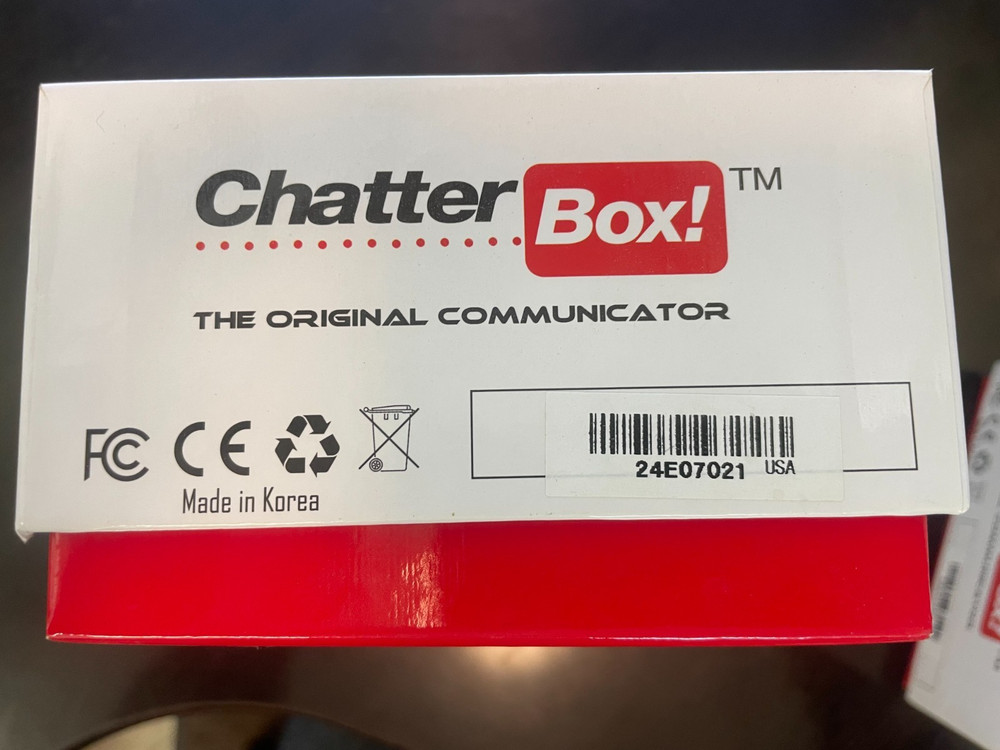 Chatter Box! TM
THE ORIGINAL COMMUNICATOR
FC CE
Made in Korea
24E07021 USA